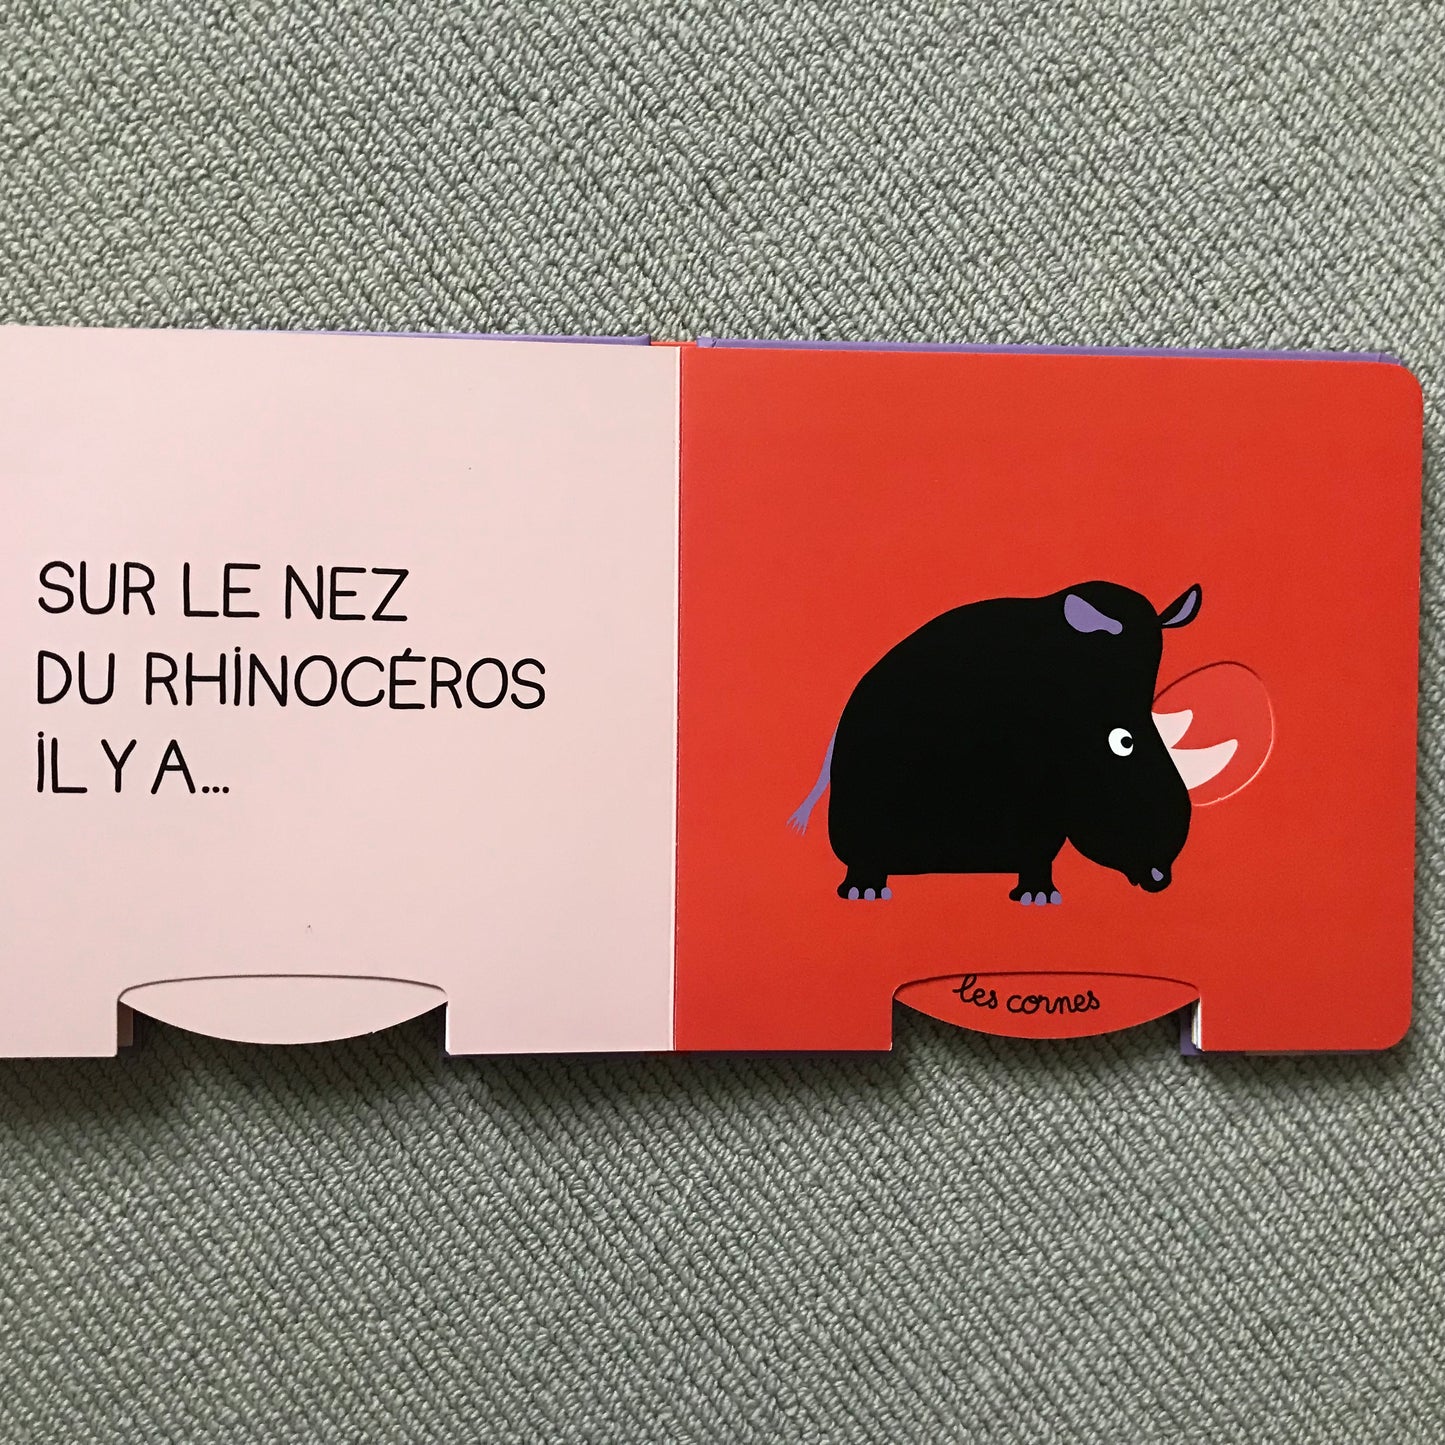 SUR LE NEZ
DU RHINOCÉROS
IL Y A...
les cornes